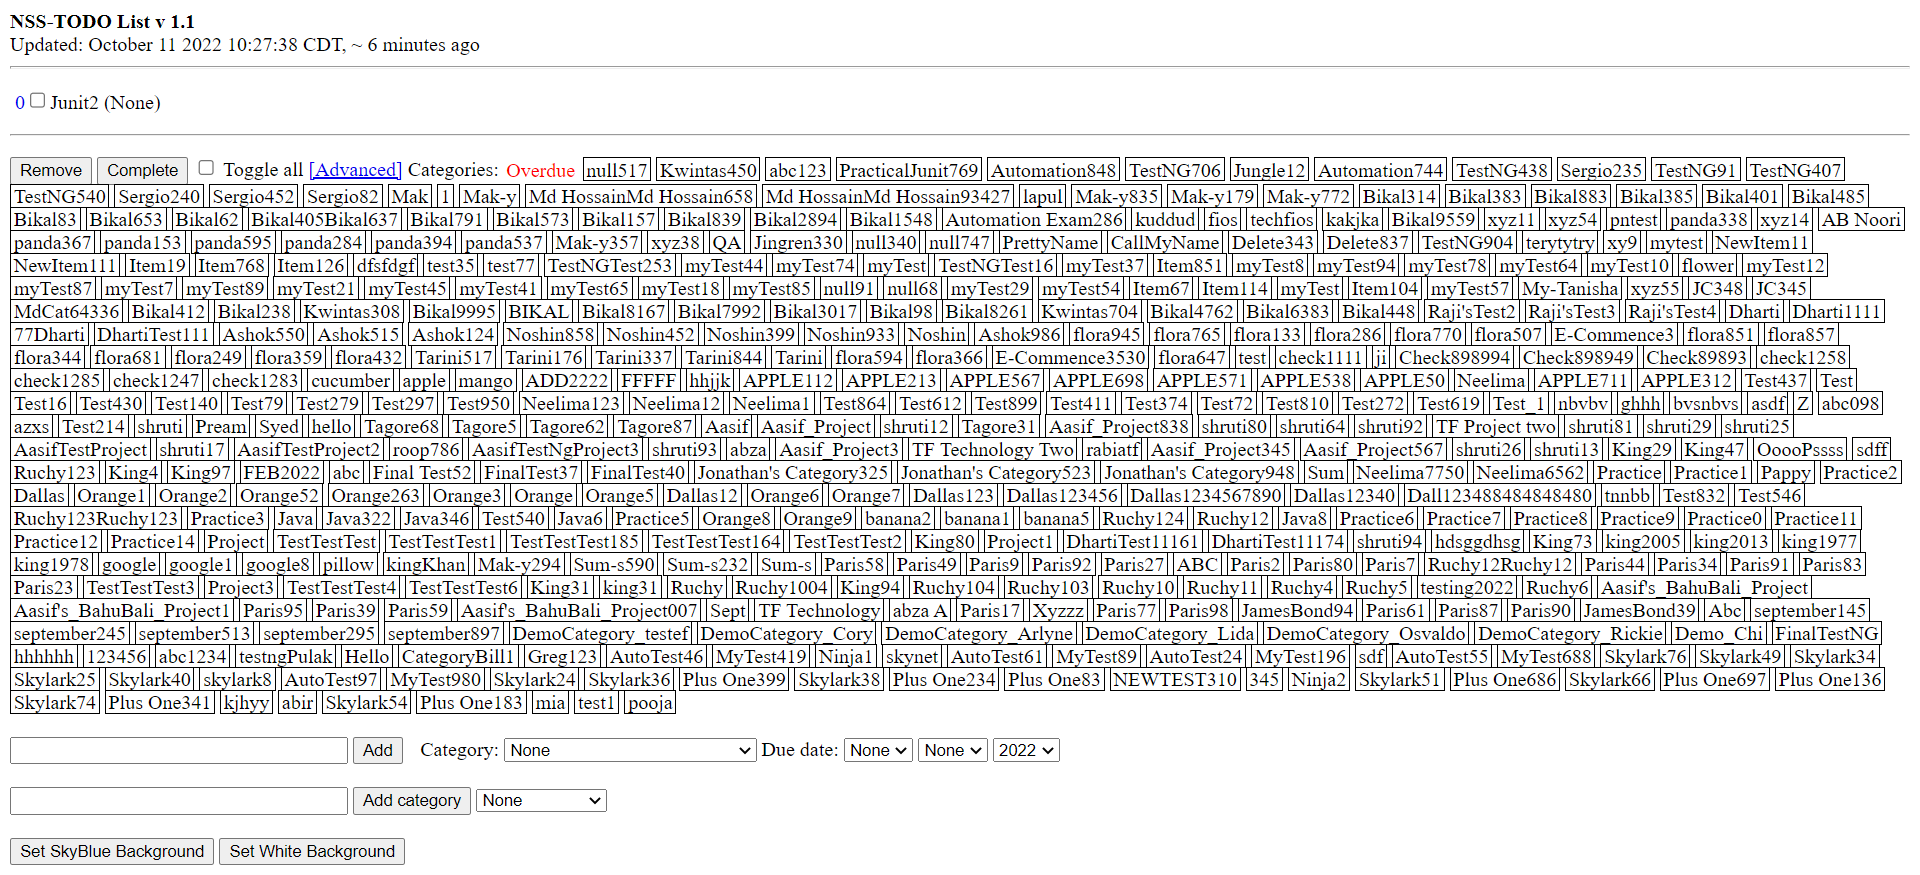 NSS-TODO List v 1.1
Updated: October 11 2022 10:27:38 CDT, ~ 6 minutes ago
0 Junit2 (None)
Remove Complete Toggle all [Advanced] Categories: Overdue null517 Kwintas450 abc123 PracticalJunit769 Automation848 TestNG706 Jungle12 Automation744 TestNG438 Sergio235 TestNG91 TestNG407
TestNG540 Sergio240 Sergio452 Sergio82 Mak 1 Mak-y Md HossainMd Hossain658 Md HossainMd Hossain93427 lapul Mak-y835 Mak-y179 Mak-y772 Bikal314 Bikal383 Bikal883 Bikal385 Bikal401 Bikal485
Bikal83 Bikal653 Bikal62 Bikal405Bikal637 Bikal791 Bikal573 Bikal157 Bikal839 Bikal2894 Bikal1548 Automation Exam286 kuddud fios techfios kakjka Bikal9559 xyz11 xyz54 pntest panda338 xyz14 AB Noori
panda367 panda153 panda595 panda284 panda394 panda537 Mak-y357 xyz38 QA Jingren330 null340 null747 PrettyName CallMyName Delete343 Delete837 TestNG904 terytytry xy9 mytest NewItem11
NewItem111 Item19 Item768 Item126 dfsfdgf test35 test77 TestNGTest253 myTest44 myTest74 myTest TestNGTest16 myTest37 Item851 myTest8 myTest94 myTest78 myTest64 myTest10 flower myTest12
myTest87 myTest7 myTest89 myTest21 myTest45 myTest41 myTest65 myTest18 myTest85 null91 null68 myTest29 myTest54 Item67 Item114 myTest Item104 myTest57 My-Tanisha xyz55 JC348 JC345
MdCat64336 Bikal412 Bikal238 Kwintas308 Bikal9995 BIKAL Bikal8167 Bikal7992 Bikal3017 Bikal98 Bikal8261 Kwintas704 Bikal4762 Bikal6383 Bikal448 Raji'sTest2 Raji'sTest3 Raji'sTest4 Dharti Dharti1111
77Dharti DhartiTest111 Ashok550 Ashok515 Ashok124 Noshin858 Noshin452 Noshin399 Noshin933 Noshin Ashok986 flora945 flora765 flora133 flora286 flora770 flora507 E-Commence3 flora851 flora857
flora344 flora681 flora249 flora359 flora432 Tarini517 Tarini176 Tarini337 Tarini844 Tarini flora594 flora366 E-Commence3530 flora647 test check1111 jj Check898994 Check898949 Check89893 check1258
check1285 check1247 check1283 cucumber apple mango ADD2222 FFFFF hhjjk APPLE112 APPLE213 APPLE567 APPLE698 APPLE571 APPLE538 APPLE50 Neelima APPLE711 APPLE312 Test437 Test
Test16 Test430 Test140 Test79 Test279 Test297 Test950 Neelima123 Neelima12 Neelima1 Test864 Test612 Test899 Test411 Test374 Test72 Test810 Test272 Test619 Test_1 nbvbv ghhh bvsnbvs asdf Z abc098
azxs Test214 shruti Pream Syed hello Tagore68 Tagore5 Tagore62 Tagore87 Aasif Aasif_Project shruti12 Tagore31 Aasif_Project838 shruti80 shruti64 shruti92 TF Project two shruti81 shruti29 shruti25
AasifTestProject shruti17 AasifTestProject2 roop786 AasifTestNgProject3 shruti93 abza Aasif_Project3 TF Technology Two rabiatf Aasif_Project345 Aasif_Project567 shruti26 shruti13 King29 King47 OoooPssss sdff
Ruchy123 King4 King97 FEB2022 abc Final Test52 FinalTest37 FinalTest40 Jonathan's Category325 Jonathan's Category523 Jonathan's Category948 Sum Neelima7750 Neelima6562 Practice Practice1 Pappy Practice2
Dallas Orange1 Orange2 Orange52 Orange263 Orange3 Orange Orange5 Dallas12 Orange6 Orange7 Dallas123 Dallas123456 Dallas1234567890 Dallas12340 Dall123488484848480 tnnbb Test832 Test546
Ruchy123Ruchy123 Practice3 Java Java322 Java346 Test540 Java6 Practice5 Orange8 Orange9 banana2 banana1 banana5 Ruchy124 Ruchy12 Java8 Practice6 Practice7 Practice8 Practice9 Practice0 Practice11
Practice12 Practice14 Project TestTestTest TestTestTest1 TestTestTest185 TestTestTest164 TestTestTest2 King80 Project1 DhartiTest11161 DhartiTest11174 shruti94 hdsggdhsg King73 king2005 king2013 king1977
king1978 google google1 google8 pillow kingKhan Mak-y294 Sum-s590 Sum-s232 Sum-s Paris58 Paris49 Paris9 Paris92 Paris27 ABC Paris2 Paris80 Paris7 Ruchy12Ruchy12 Paris44 Paris34 Paris91 Paris83
Paris23 TestTestTest3 Project3 TestTestTest4 TestTestTest6 King31 king31 Ruchy Ruchy1004 King94 Ruchy104 Ruchy103 Ruchy10 Ruchy11 Ruchy4 Ruchy5 testing2022 Ruchy6 Aasif's_BahuBali_Project
Aasif's_BahuBali_Project1 Paris95 Paris39 Paris59 Aasif's_BahuBali_Project007 Sept TF Technology abza A Paris17 Xyzzz Paris77 Paris98 JamesBond94 Paris61 Paris87 Paris90 JamesBond39 Abc september145
september245 september513 september295 september897 DemoCategory_testef DemoCategory_Cory DemoCategory_Arlyne DemoCategory_Lida DemoCategory_Osvaldo DemoCategory_Rickie Demo_Chi FinalTestNG
hhhhhh 123456 abc1234 testngPulak Hello CategoryBill1 Greg123 AutoTest46 MyTest419 Ninja1 skynet AutoTest61 MyTest89 AutoTest24 MyTest196 sdf AutoTest55 MyTest688 Skylark76 Skylark49 Skylark34
Skylark25 Skylark40 skylark8 AutoTest97 MyTest980 Skylark24 Skylark36 Plus One399 Skylark38 Plus One234 Plus One83 NEWTEST310 345 Ninja2 Skylark51 Plus One686 Skylark66 Plus One697 Plus One136
Skylark74 Plus One341 kjhyy abir Skylark54 Plus One183 mia test1 pooja
Add Category: None Due date: None None 2022
Add category None
Set SkyBlue Background Set White Background